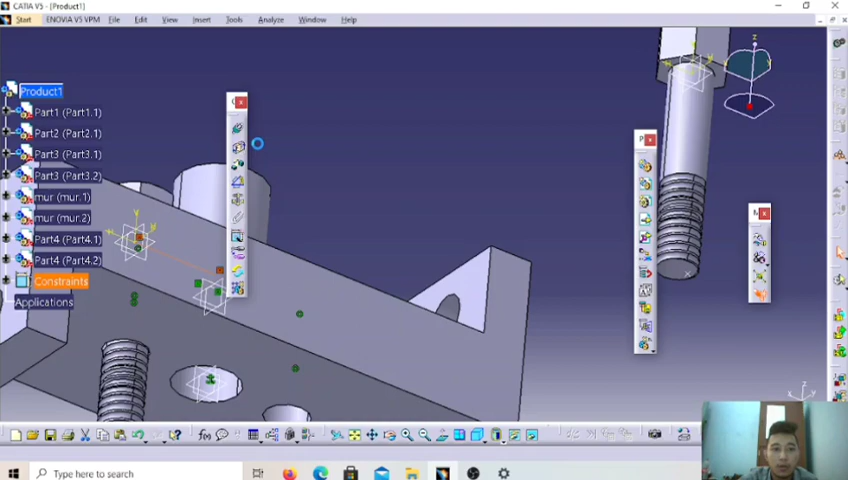 CATIA V5 - [Product1]
Start ENOVIA V5 VPM File Edit View Insert Tools Analyze Window Help
Product1
Part1 (Part1.1)
Part2 (Part2.1)
Part3 (Part3.1)
Part3 (Part3.2)
mur (mur.1)
mur (mur.2)
Part4 (Part4.1)
Part4 (Part4.2)
Constraints
Applications
z
y
Type here to search